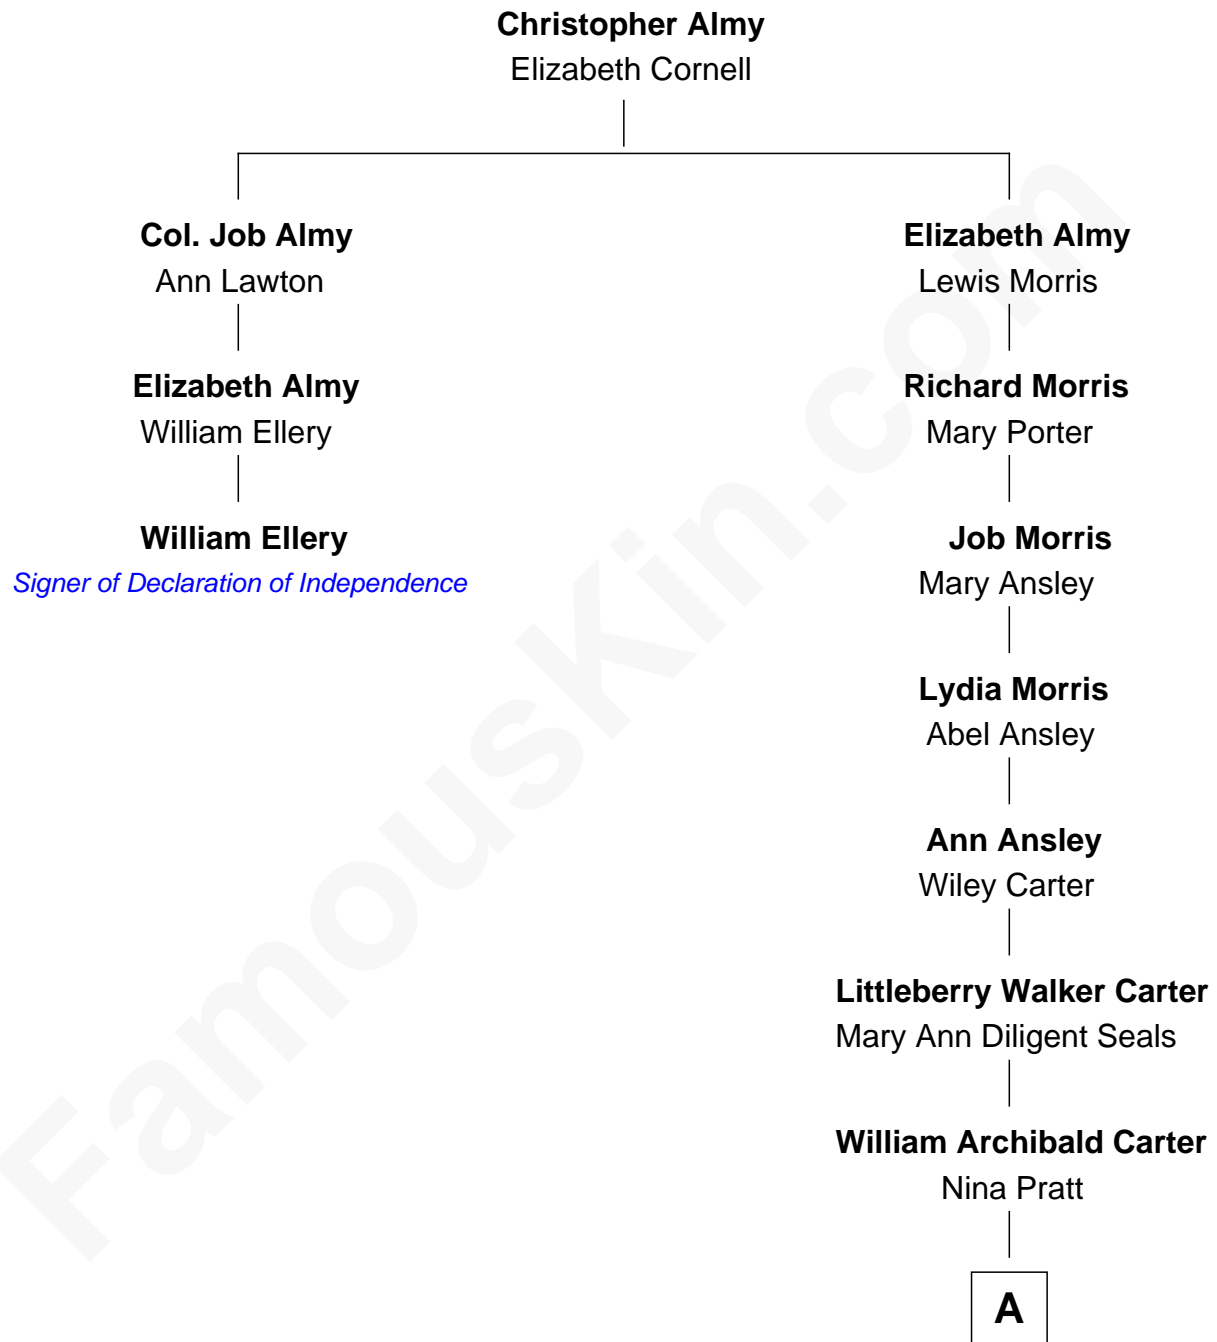 Christopher Almy
Elizabeth Cornell
Col. Job Almy
Ann Lawton
Elizabeth Almy
William Ellery
William Ellery
Signer of Declaration of Independence
Elizabeth Almy
Lewis Morris
Richard Morris
Mary Porter
Job Morris
Mary Ansley
Lydia Morris
Abel Ansley
Ann Ansley
Wiley Carter
Littleberry Walker Carter
Mary Ann Diligent Seals
William Archibald Carter
Nina Pratt
A
FamousKin.com